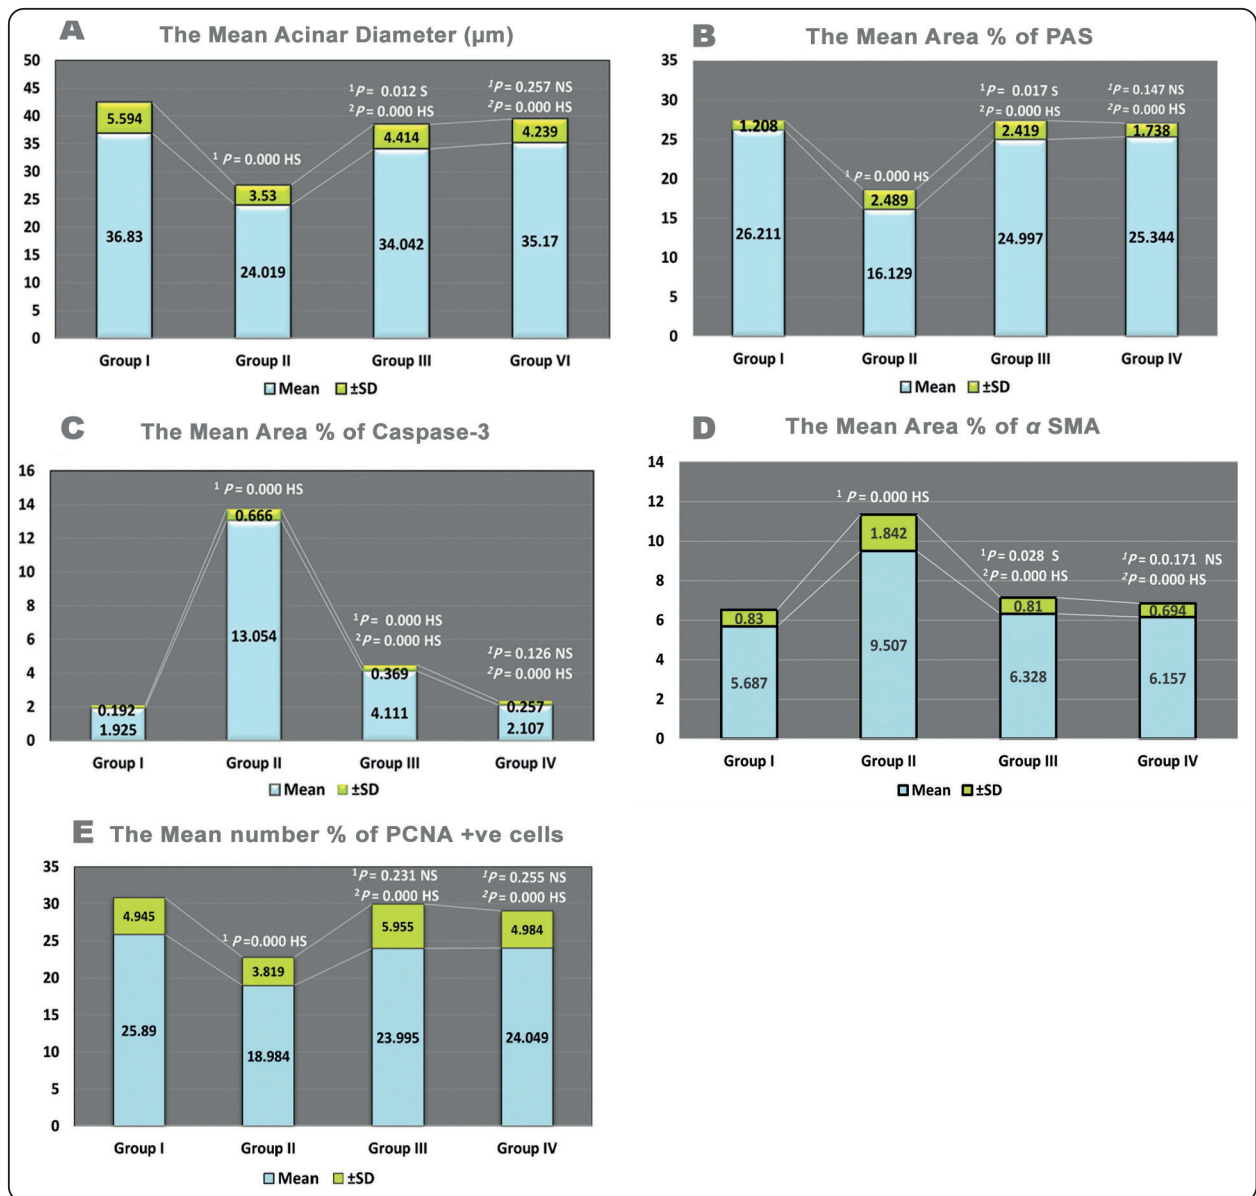 A The Mean Acinar Diameter (µm)
50
45
40
35
30
25
20
15
10
5
0
5.594
36.83
¹ P = 0.000 HS
3.53
24.019
¹P = 0.012 S
²P = 0.000 HS
4.414
34.042
¹P = 0.257 NS
²P = 0.000 HS
4.239
35.17
Group I Group II Group III Group VI
Mean ±SD
B The Mean Area % of PAS
35
30
25
20
15
10
5
0
1.208
26.211
¹ P = 0.000 HS
2.489
16.129
¹P = 0.017 S
²P = 0.000 HS
2.419
24.997
¹P = 0.147 NS
²P = 0.000 HS
1.738
25.344
Group I Group II Group III Group IV
Mean ±SD
C The Mean Area % of Caspase-3
16
14
12
10
8
6
4
2
0
0.192
1.925
¹ P = 0.000 HS
0.666
13.054
¹P = 0.000 HS
²P = 0.000 HS
0.369
4.111
¹P = 0.126 NS
²P = 0.000 HS
0.257
2.107
Group I Group II Group III Group IV
Mean ±SD
D The Mean Area % of α SMA
14
12
10
8
6
4
2
0
0.83
5.687
¹ P = 0.000 HS
1.842
9.507
¹P = 0.028 S
²P = 0.000 HS
0.81
6.328
¹P = 0.0.171 NS
²P = 0.000 HS
0.694
6.157
Group I Group II Group III Group IV
Mean ±SD
E The Mean number % of PCNA +ve cells
35
30
25
20
15
10
5
0
4.945
25.89
¹ P =0.000 HS
3.819
18.984
¹P = 0.231 NS
²P = 0.000 HS
5.955
23.995
¹P = 0.255 NS
²P = 0.000 HS
4.984
24.049
Group I Group II Group III Group IV
Mean ±SD